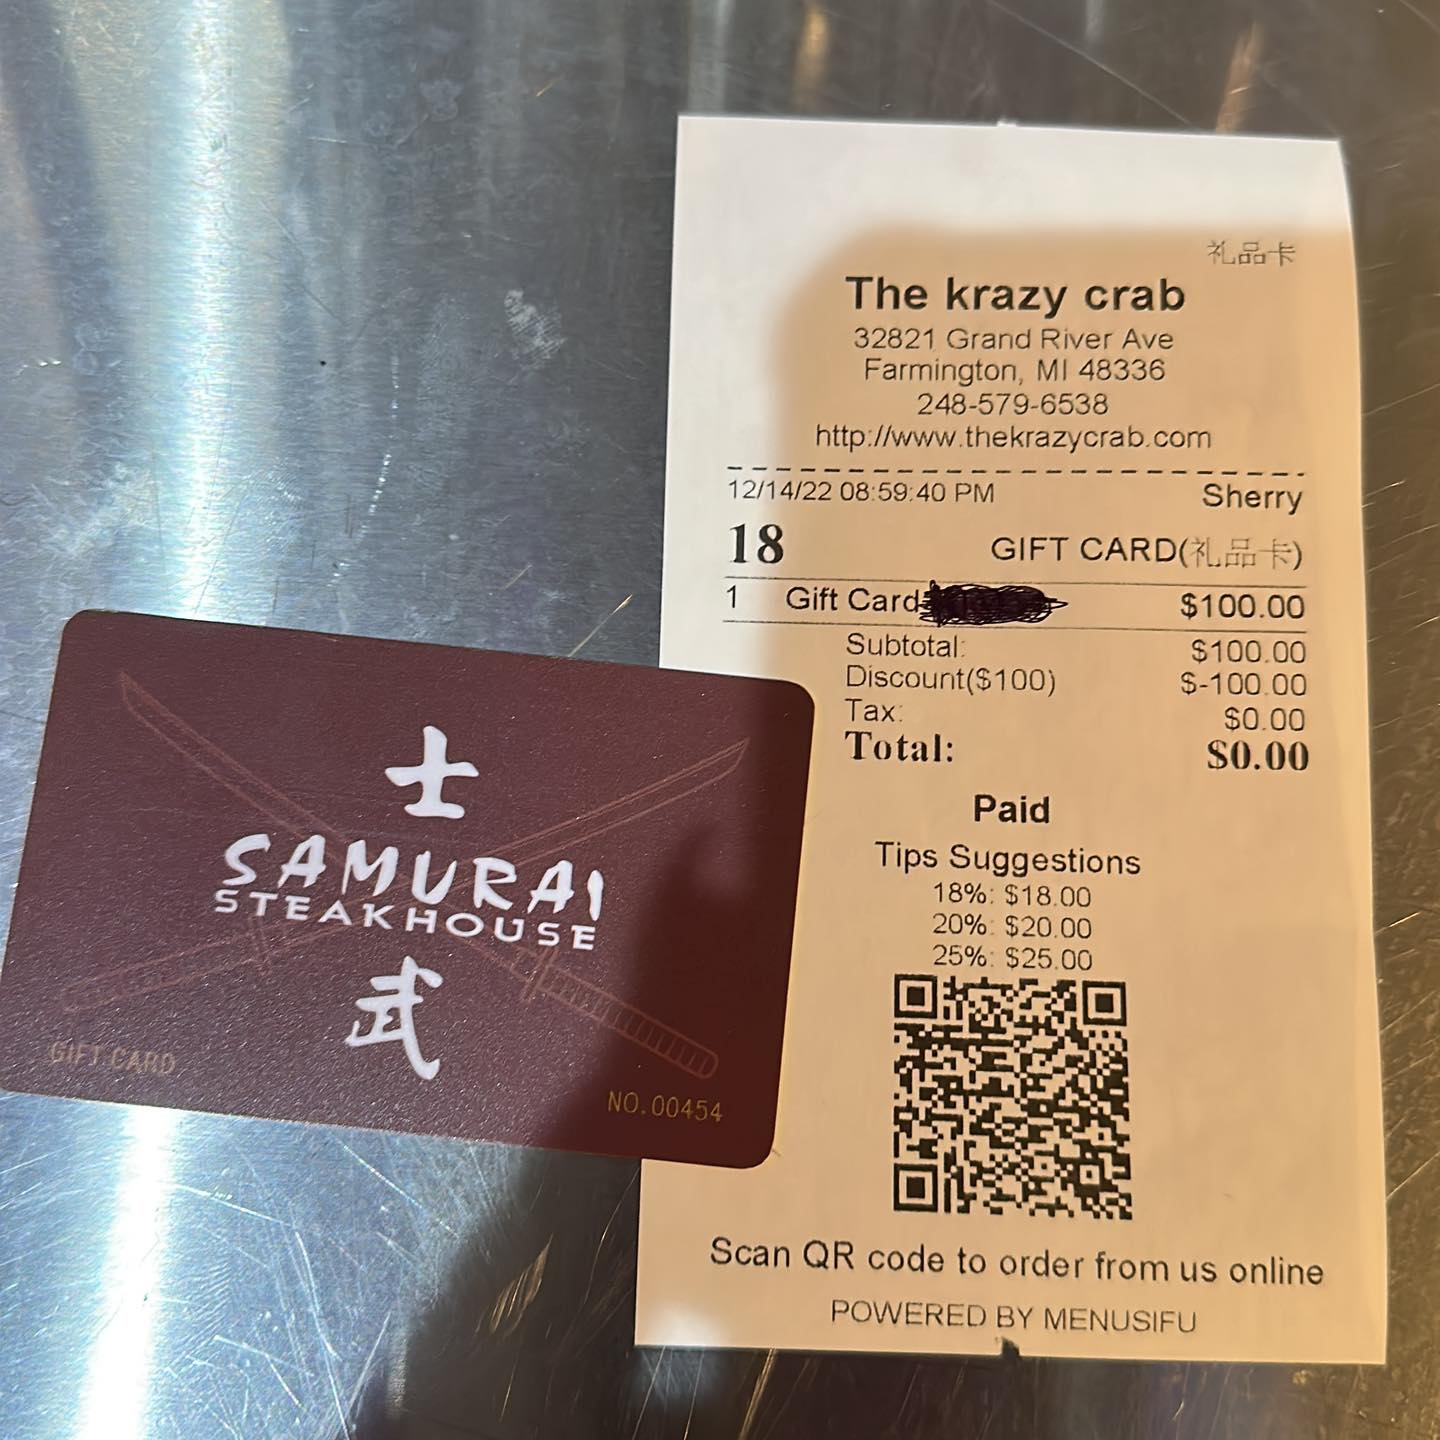 礼品卡
The krazy crab
32821 Grand River Ave
Farmington, MI 48336
248-579-6538
http://www.thekrazycrab.com
12/14/22 08:59:40 PM Sherry
18 GIFT CARD(礼品卡)
1 Gift Card $100.00
Subtotal: $100.00
Discount($100) $-100.00
Tax: $0.00
Total: $0.00
Paid
Tips Suggestions
18%: $18.00
20%: $20.00
25%: $25.00
Scan QR code to order from us online
POWERED BY MENUSIFU
士
SAMURAI
STEAKHOUSE
武
GIFT CARD
NO.00454